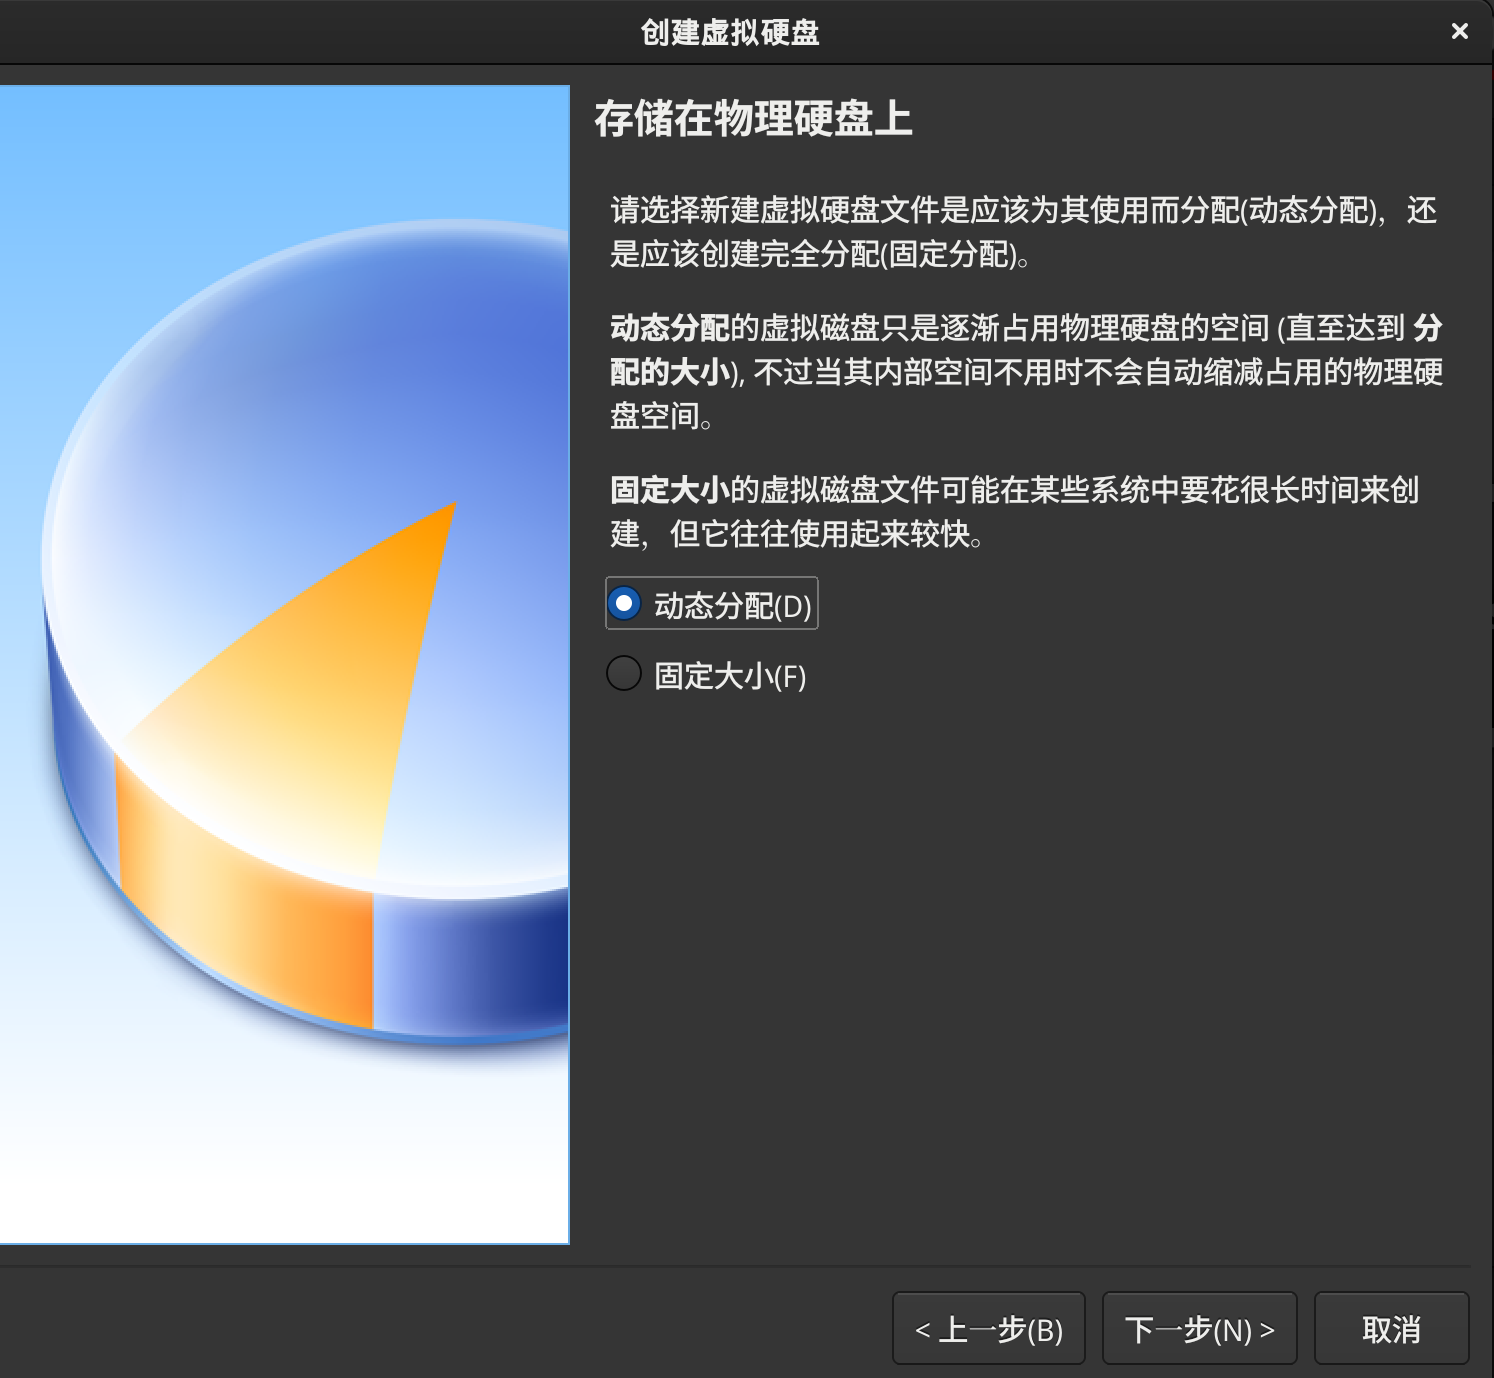 创建虚拟硬盘
存储在物理硬盘上
请选择新建虚拟硬盘文件是应该为其使用而分配(动态分配)，还
是应该创建完全分配(固定分配)。
动态分配的虚拟磁盘只是逐渐占用物理硬盘的空间 (直至达到 分
配的大小), 不过当其内部空间不用时不会自动缩减占用的物理硬
盘空间。
固定大小的虚拟磁盘文件可能在某些系统中要花很长时间来创
建，但它往往使用起来较快。
动态分配(D)
固定大小(F)
< 上一步(B)
下一步(N) >
取消